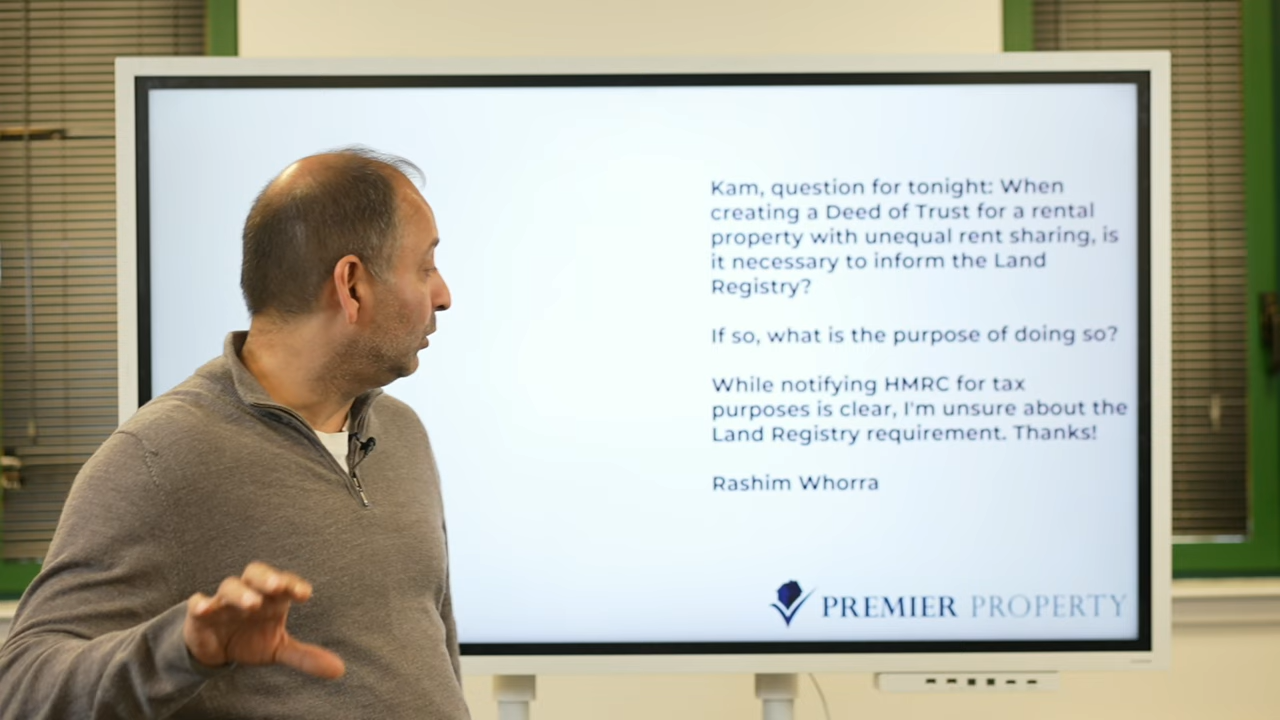 Kam, question for tonight: When
creating a Deed of Trust for a rental
property with unequal rent sharing, is
it necessary to inform the Land
Registry?
If so, what is the purpose of doing so?
While notifying HMRC for tax
purposes is clear, I'm unsure about the
Land Registry requirement. Thanks!
Rashim Whorra
PREMIER PROPERTY